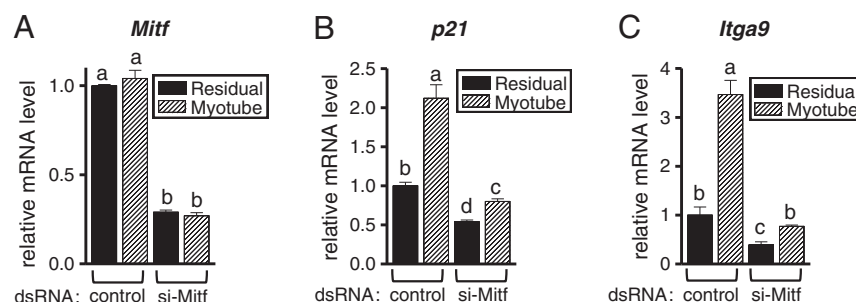 A
Mitf
relative mRNA level
1.0
0.5
0.0
a
a
b
b
Residual
Myotube
dsRNA: control si-Mitf
B
p21
relative mRNA level
2.5
2.0
1.5
1.0
0.5
0.0
b
a
d
c
Residual
Myotube
dsRNA: control si-Mitf
C
Itga9
relative mRNA level
4
3
2
1
0
b
a
c
b
Residual
Myotube
dsRNA: control si-Mitf